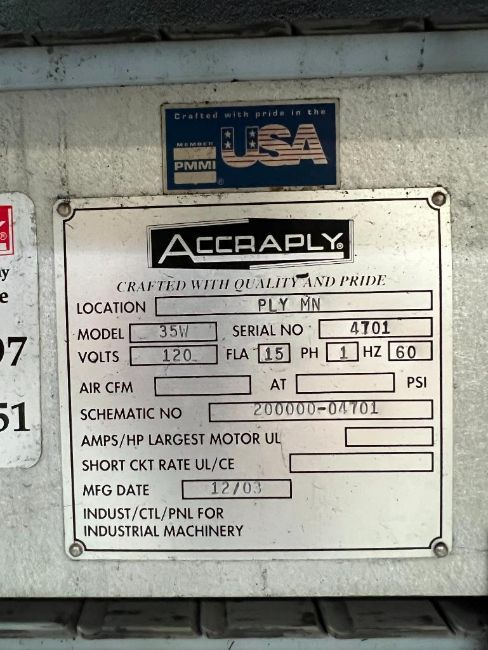 Crafted with pride in the
MEMBER
PMMI
USA
ACCRAPLY
CRAFTED WITH QUALITY AND PRIDE
LOCATION PLY MN
MODEL 35W SERIAL NO 4701
VOLTS 120 FLA 15 PH 1 HZ 60
AIR CFM AT PSI
SCHEMATIC NO 200000-04701
AMPS/HP LARGEST MOTOR UL
SHORT CKT RATE UL/CE
MFG DATE 12/03
INDUST/CTL/PNL FOR
INDUSTRIAL MACHINERY
51